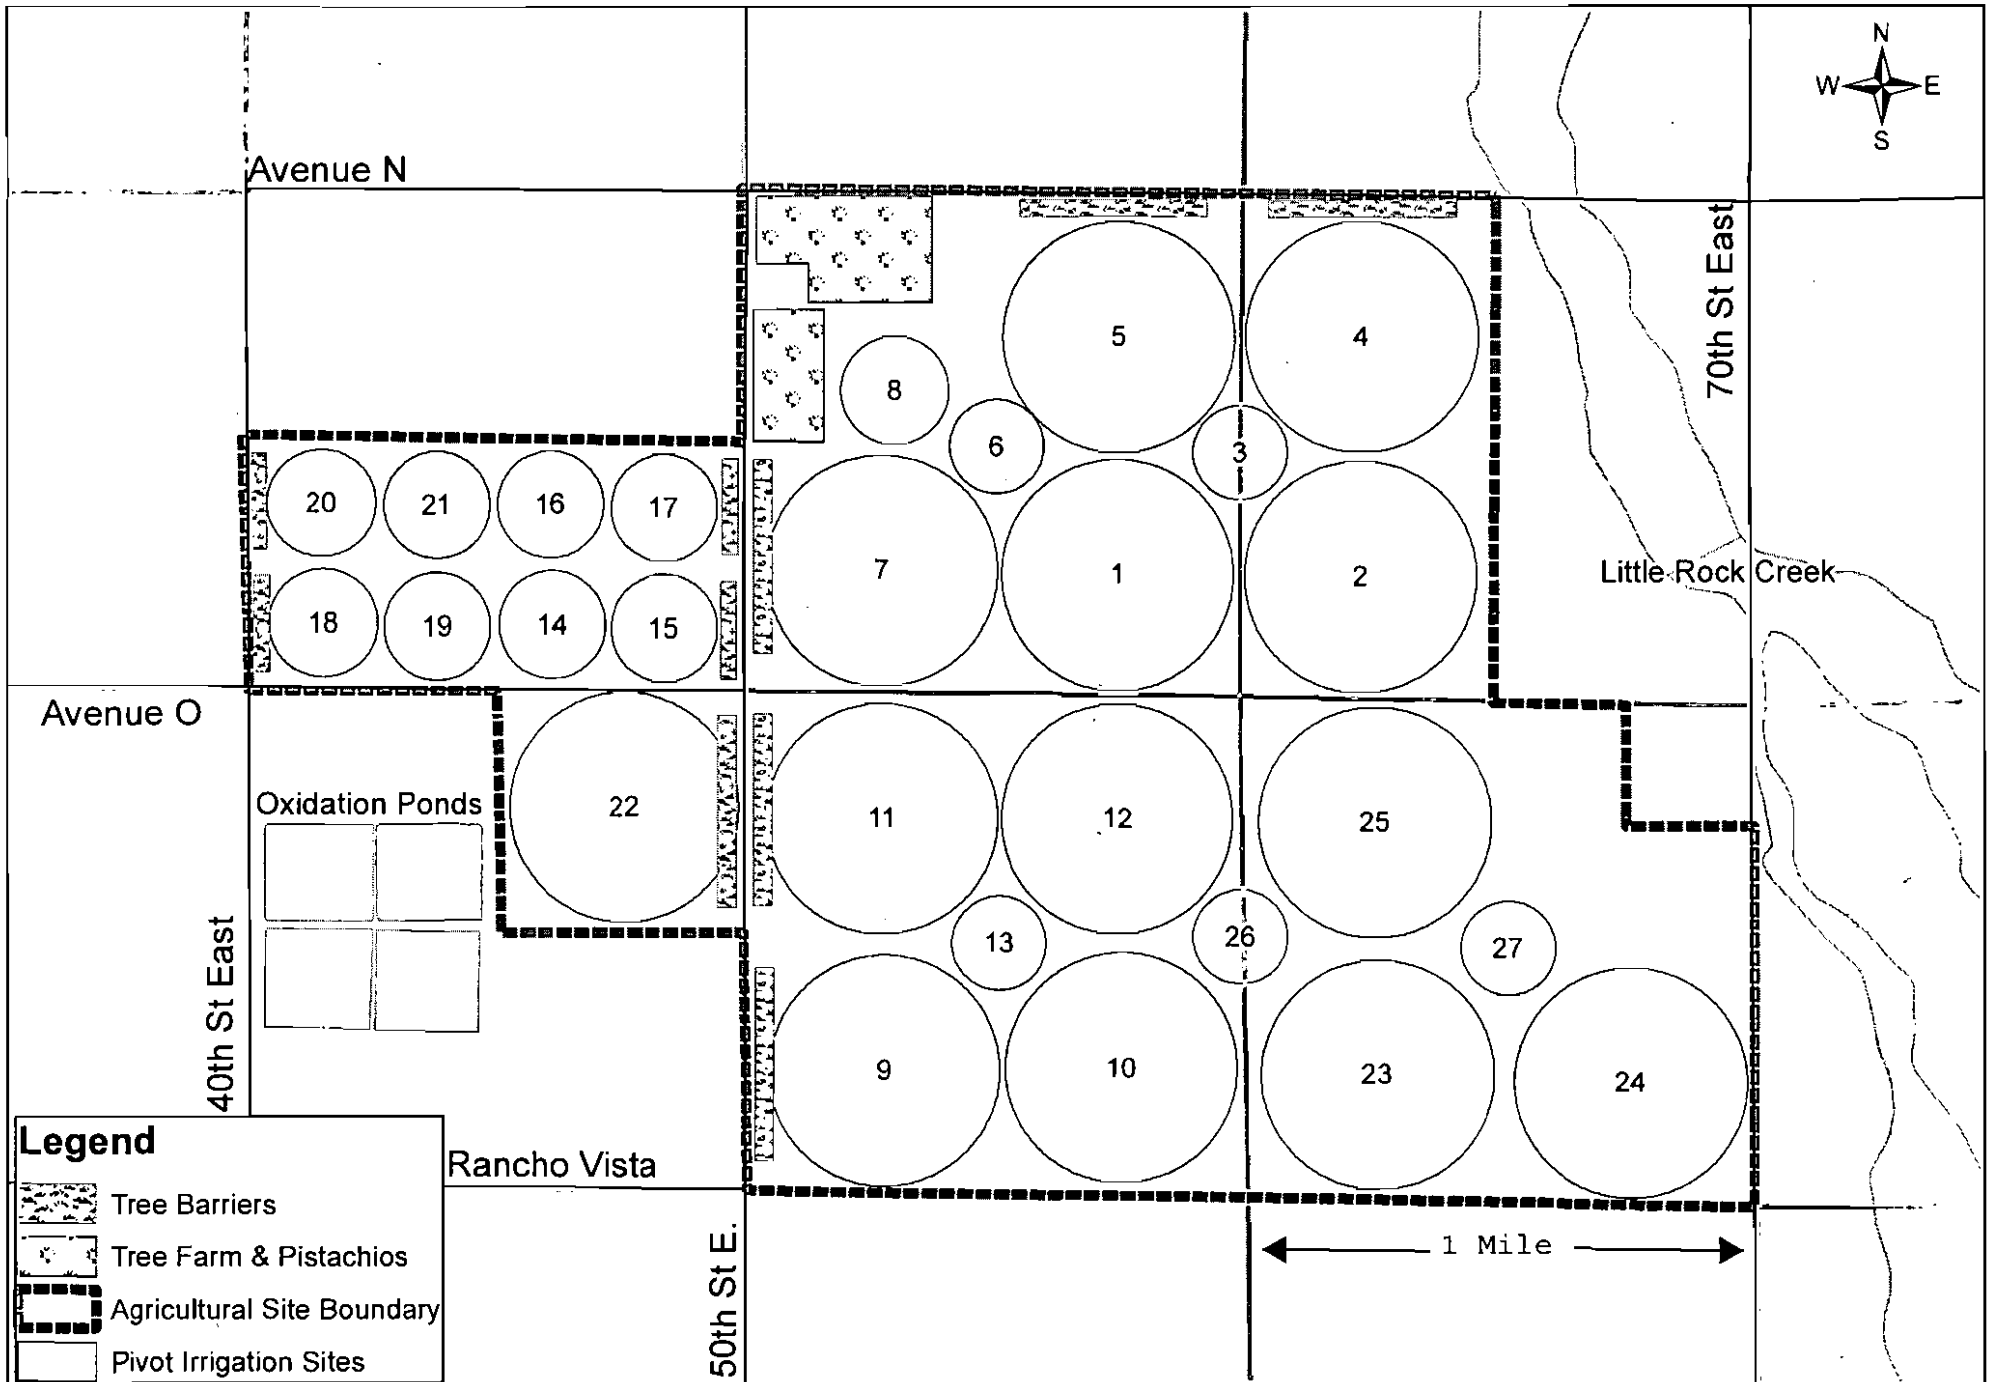 N
W E
S
Avenue N
70th St East
5
4
8
6
3
20
21
16
17
7
1
2
Little Rock Creek
18
19
14
15
Avenue O
Oxidation Ponds
22
11
12
25
13
26
27
40th St East
9
10
23
24
Legend
Tree Barriers
Tree Farm & Pistachios
Agricultural Site Boundary
Pivot Irrigation Sites
Rancho Vista
50th St E.
1 Mile